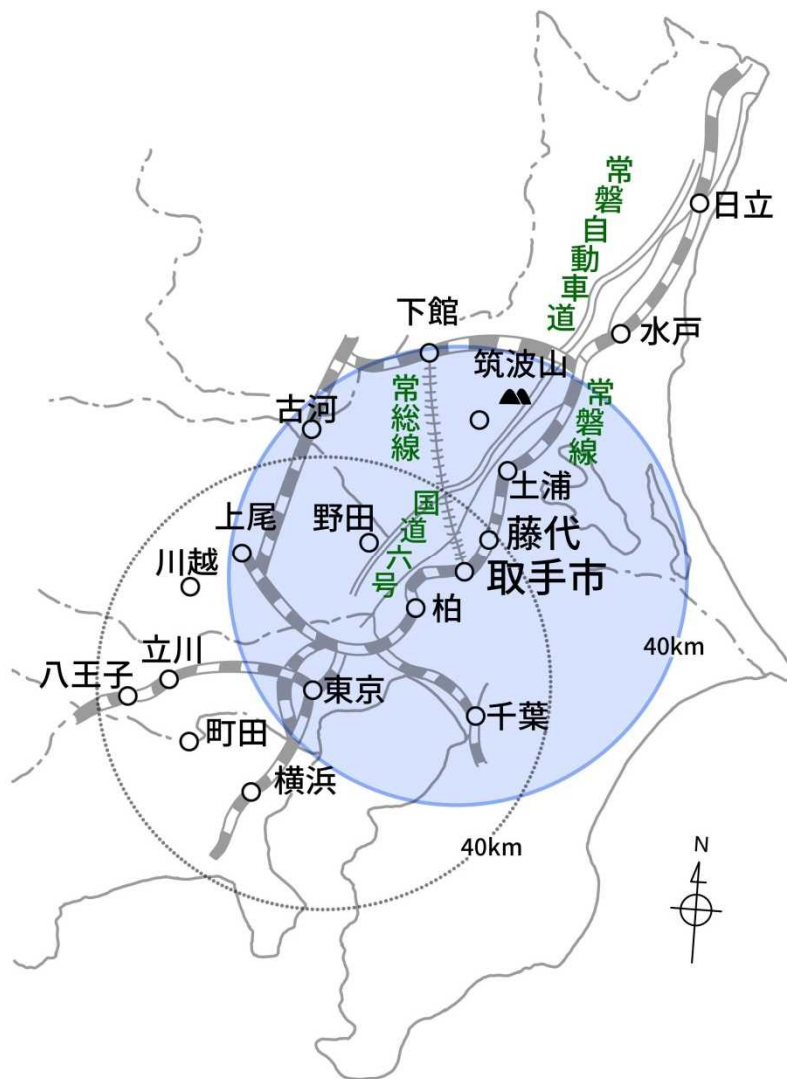 常磐自動車道
日立
下館
水戸
筑波山
常総線
常磐線
古河
土浦
国道六号
上尾
野田
藤代
川越
取手市
柏
40km
立川
八王子
東京
千葉
町田
横浜
40km
N